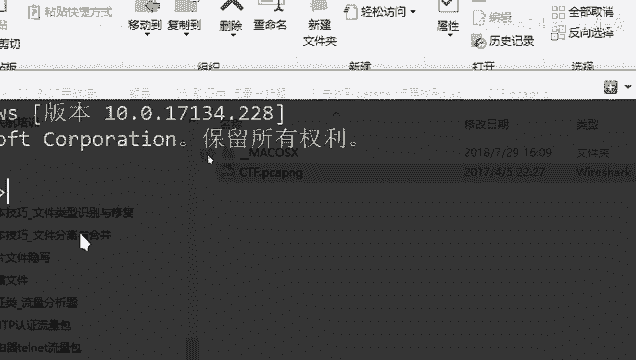 粘贴快捷方式
移动到 复制到 删除 重命名 新建
文件夹
轻松访问
属性
编辑
历史记录
全部取消
反向选择
剪切
组织 新建 打开 选择
ws [版本 10.0.17134.228]
oft Corporation。保留所有权利。
修改日期 类型
__MACOSX 2018/7/29 16:09 文件夹
CTF.pcapng 2017/4/5 22:27 Wireshark
本技巧_文件类型识别与修复
本技巧_文件分离与合并
片文件隐写
文件
证类_流量分析题
TP认证流量包
telnet流量包